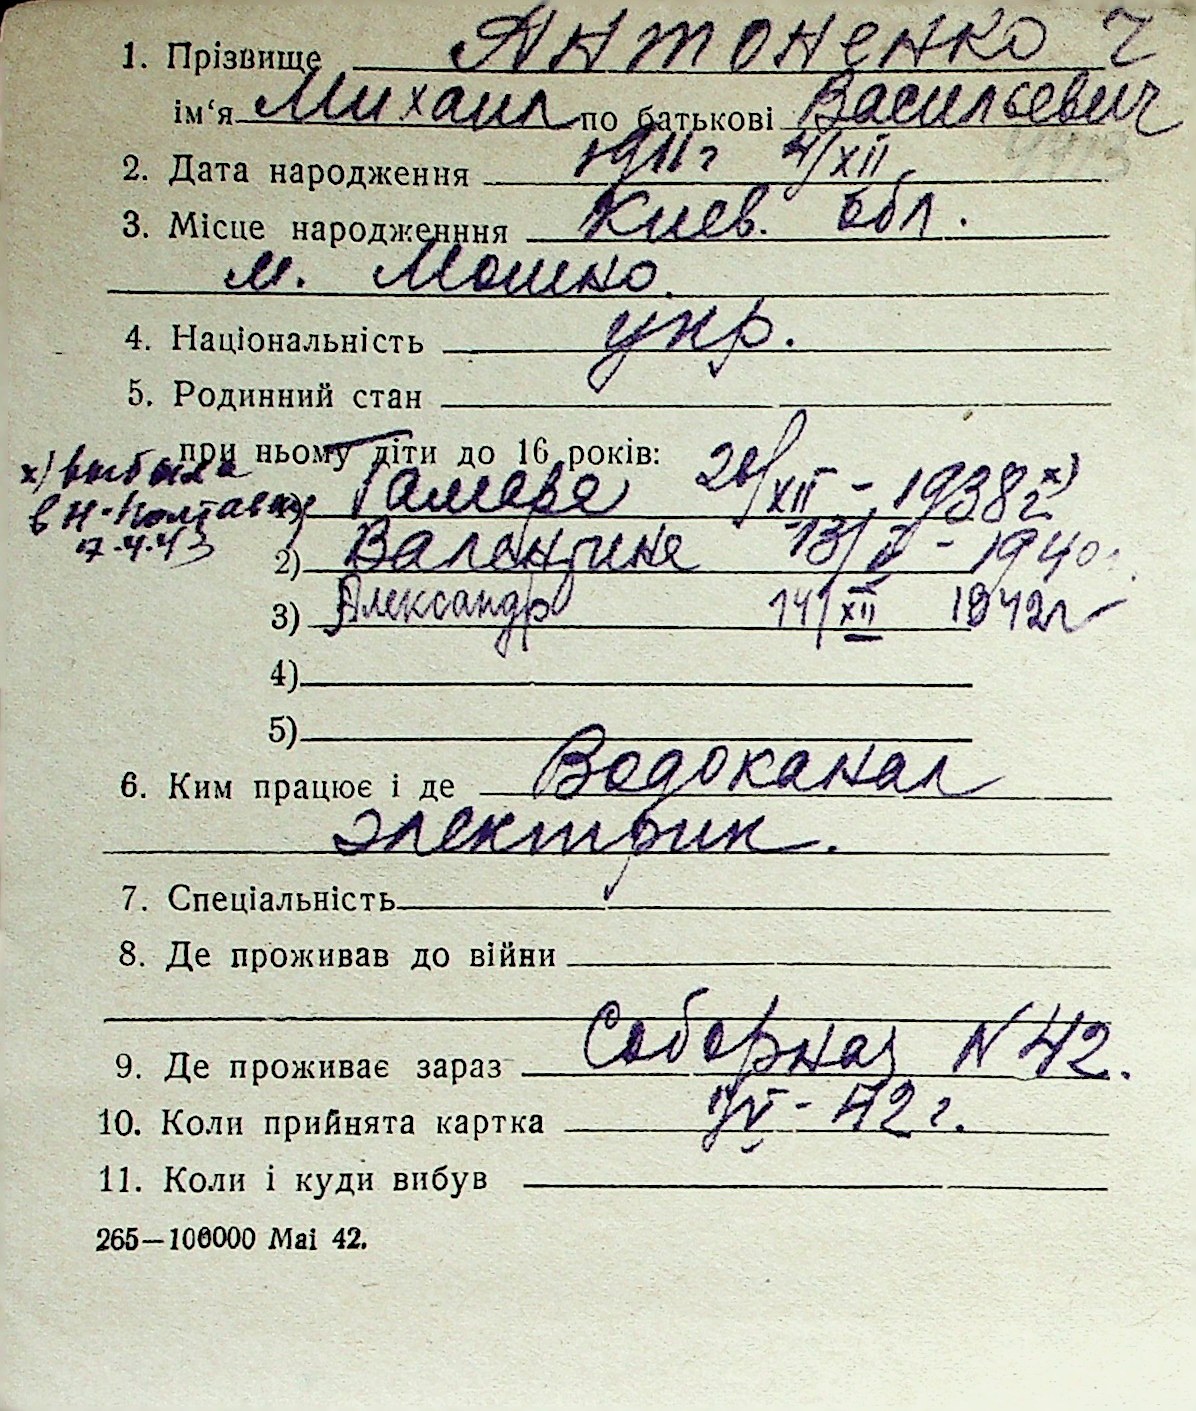 1. Прізвище Антоненко
ім‘я Михаил по батькові Васильевич
2. Дата народження 1911 г 4/XII
3. Місце народженння Киев. обл.
м. Мошно.
4. Національність укр.
5. Родинний стан
при ньому діти до 16 років:
х) выбыла
в Н-Полтавку
7.4.43
Тамара 20/XII - 1938 г х)
2) Валентина 13/V - 1940
3) Александр 14/XII 1942г
4)
5)
6. Ким працює і де Водоканал
электрик.
7. Спеціальність
8. Де проживав до війни
9. Де проживає зараз Соборная N 42.
10. Коли прийнята картка 42 г.
11. Коли і куди вибув
265—100000 Mai 42.